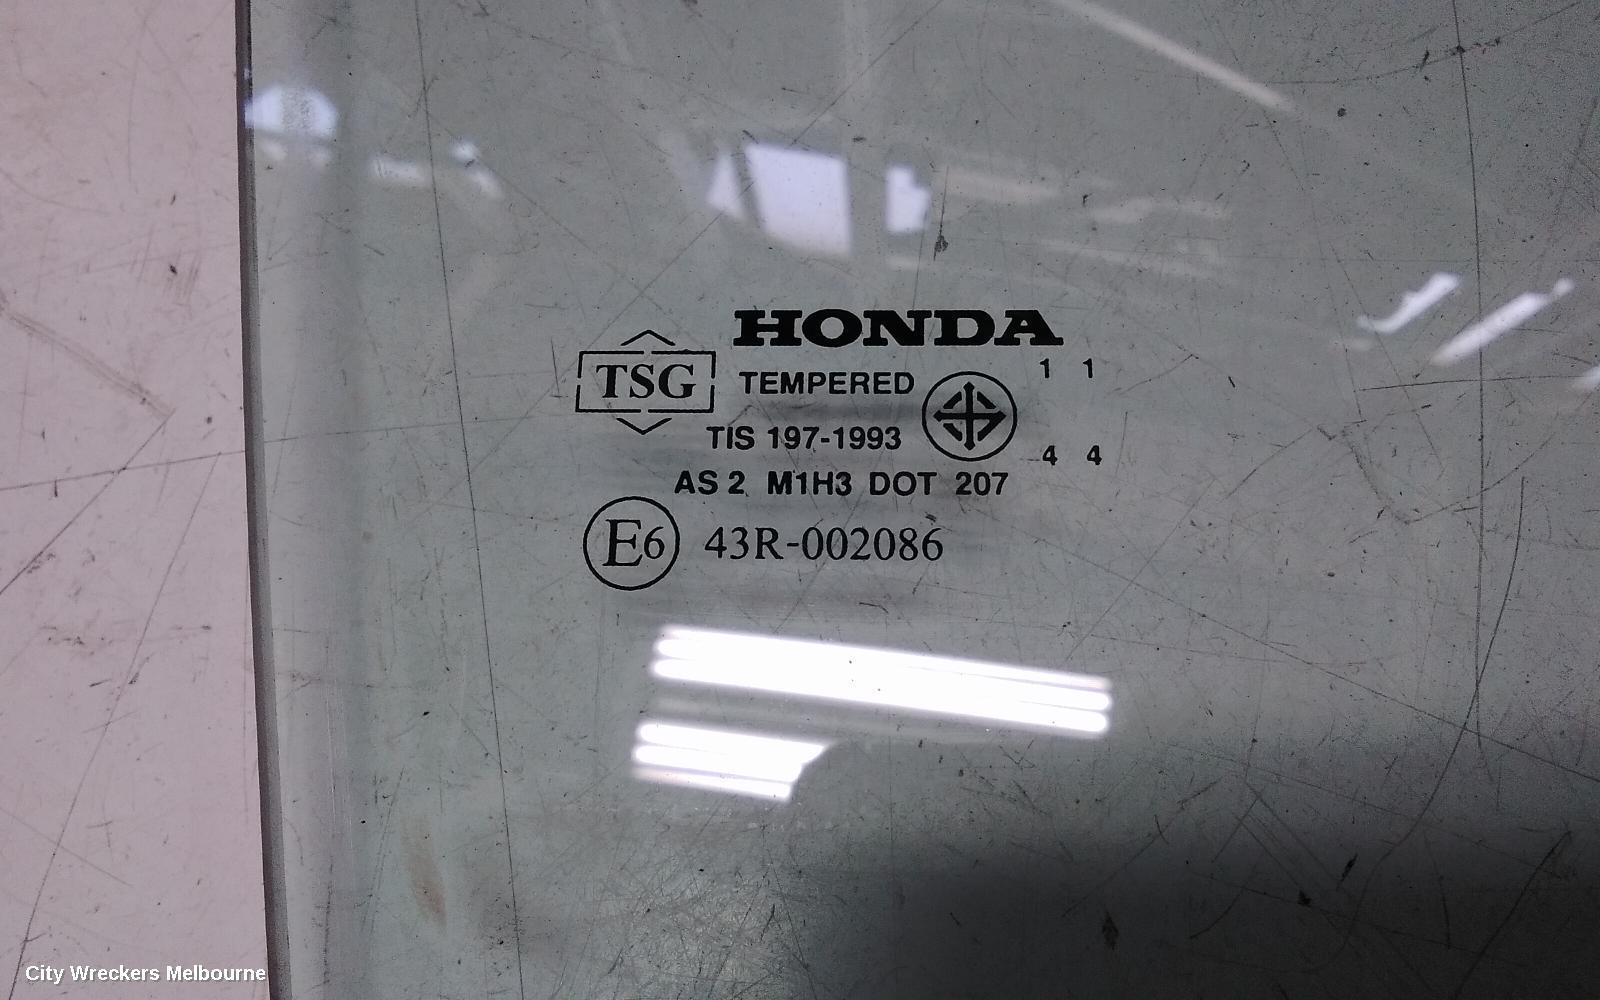 HONDA
TSG
TEMPERED
1 1
TIS 197-1993
4 4
AS 2 M1H3 DOT 207
E6 43R-002086
City Wreckers Melbourne